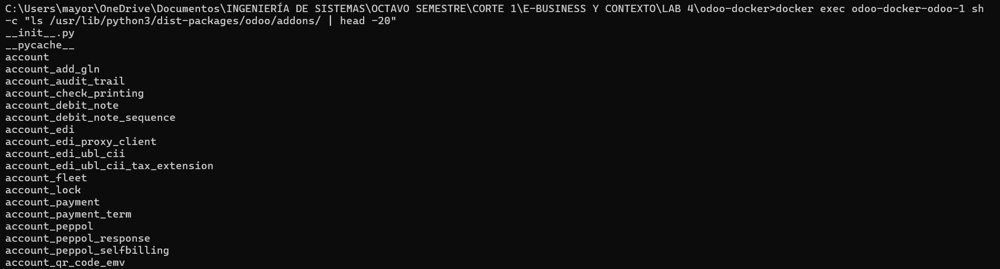 C:\Users\mayor\OneDrive\Documentos\INGENIERÍA DE SISTEMAS\OCTAVO SEMESTRE\CORTE 1\E-BUSINESS Y CONTEXTO\LAB 4\odoo-docker>docker exec odoo-docker-odoo-1 sh
-c "ls /usr/lib/python3/dist-packages/odoo/addons/ | head -20"
__init__.py
__pycache__
account
account_add_gln
account_audit_trail
account_check_printing
account_debit_note
account_debit_note_sequence
account_edi
account_edi_proxy_client
account_edi_ubl_cii
account_edi_ubl_cii_tax_extension
account_fleet
account_lock
account_payment
account_payment_term
account_peppol
account_peppol_response
account_peppol_selfbilling
account_qr_code_emv